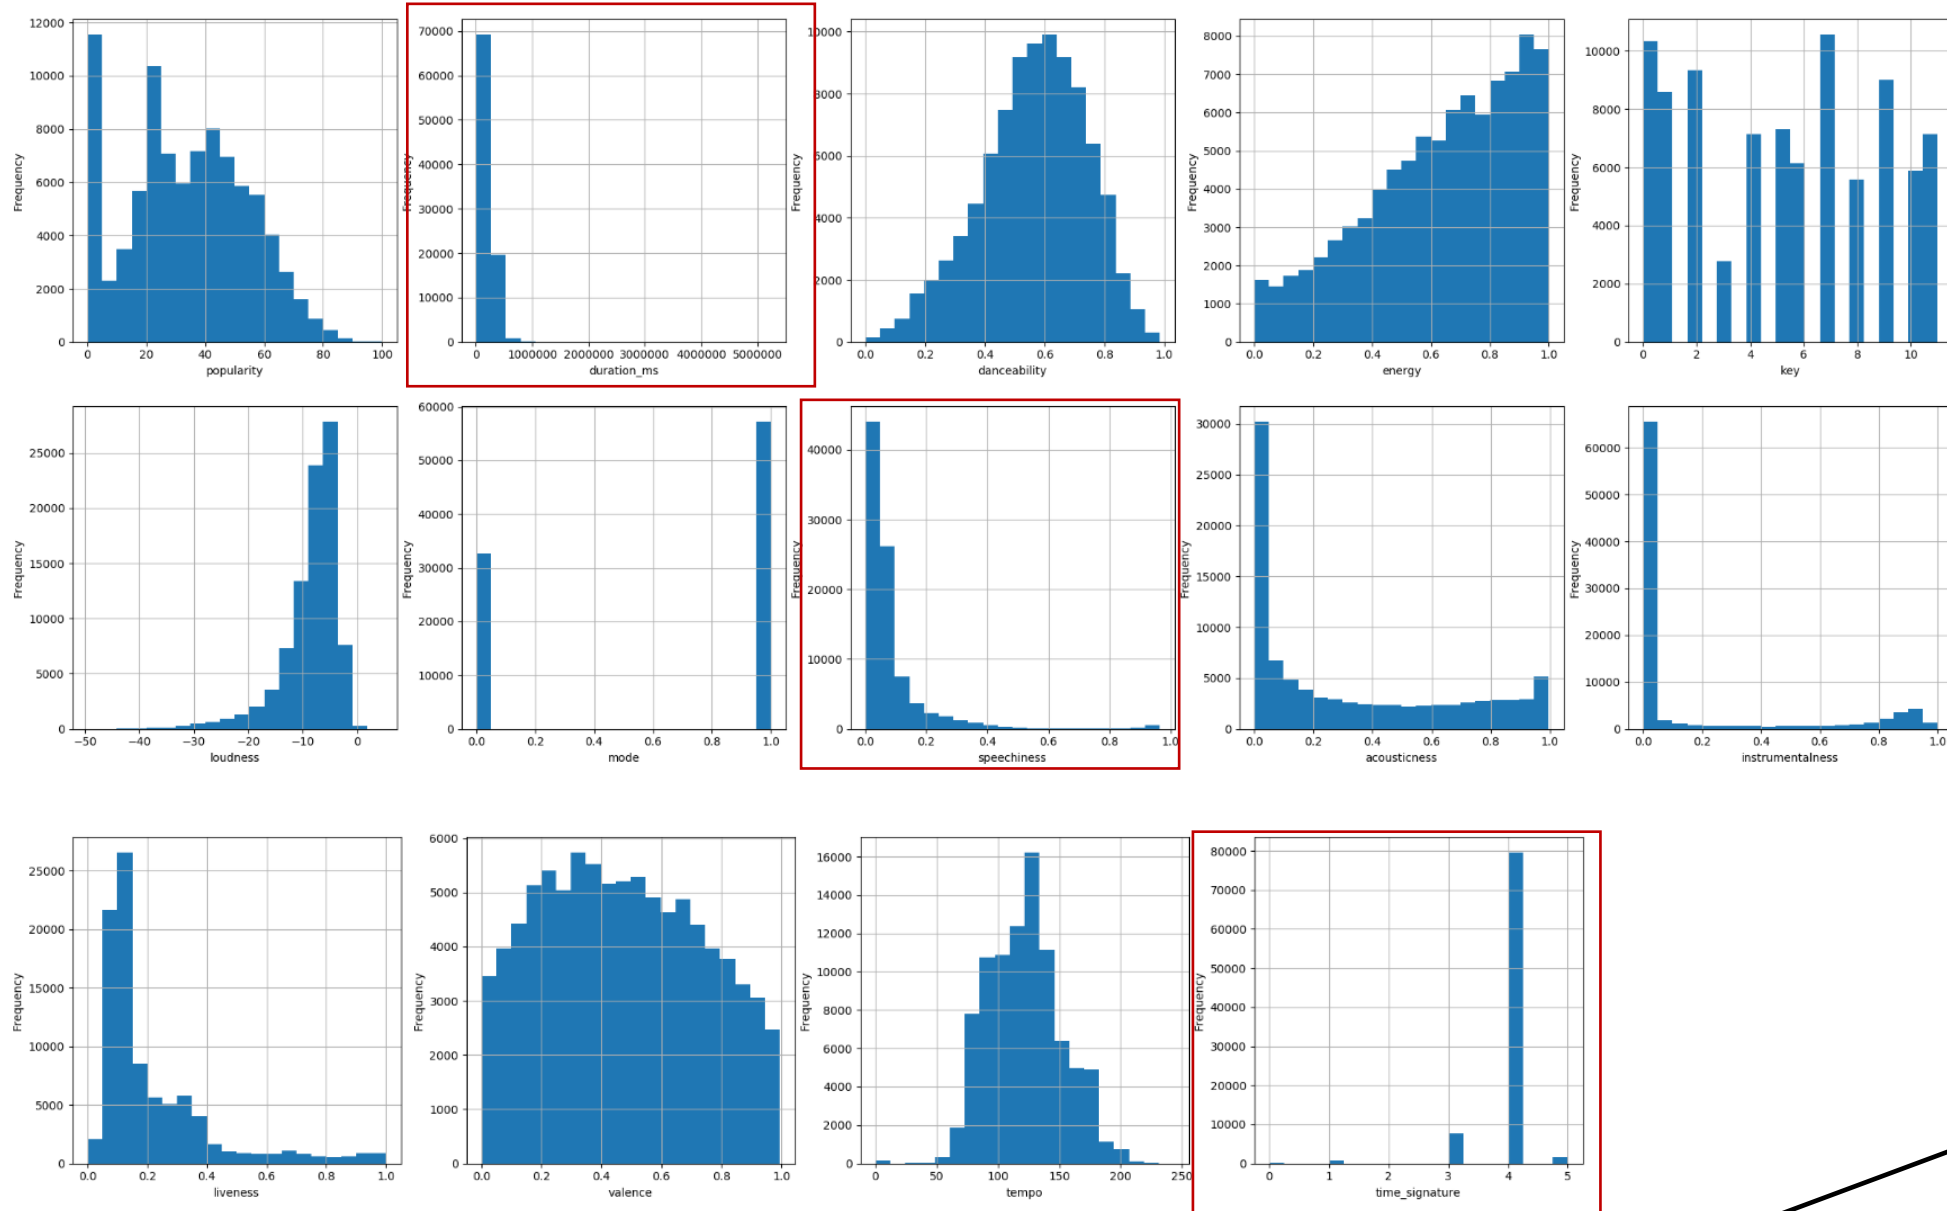 12000
10000
8000
6000
4000
2000
0
Frequency
0 20 40 60 80 100
popularity
70000
60000
50000
40000
30000
20000
10000
0
Frequency
0 1000000 2000000 3000000 4000000 5000000
duration_ms
10000
8000
6000
4000
2000
0
Frequency
0.0 0.2 0.4 0.6 0.8 1.0
danceability
8000
7000
6000
5000
4000
3000
2000
1000
0
Frequency
0.0 0.2 0.4 0.6 0.8 1.0
energy
10000
8000
6000
4000
2000
0
Frequency
0 2 4 6 8 10
key
25000
20000
15000
10000
5000
0
Frequency
−50 −40 −30 −20 −10 0
loudness
60000
50000
40000
30000
20000
10000
0
Frequency
0.0 0.2 0.4 0.6 0.8 1.0
mode
40000
30000
20000
10000
0
Frequency
0.0 0.2 0.4 0.6 0.8 1.0
speechiness
30000
25000
20000
15000
10000
5000
0
Frequency
0.0 0.2 0.4 0.6 0.8 1.0
acousticness
60000
50000
40000
30000
20000
10000
0
Frequency
0.0 0.2 0.4 0.6 0.8 1.0
instrumentalness
25000
20000
15000
10000
5000
0
Frequency
0.0 0.2 0.4 0.6 0.8 1.0
liveness
6000
5000
4000
3000
2000
1000
0
Frequency
0.0 0.2 0.4 0.6 0.8 1.0
valence
16000
14000
12000
10000
8000
6000
4000
2000
0
Frequency
0 50 100 150 200 250
tempo
80000
70000
60000
50000
40000
30000
20000
10000
0
Frequency
0 1 2 3 4 5
time_signature